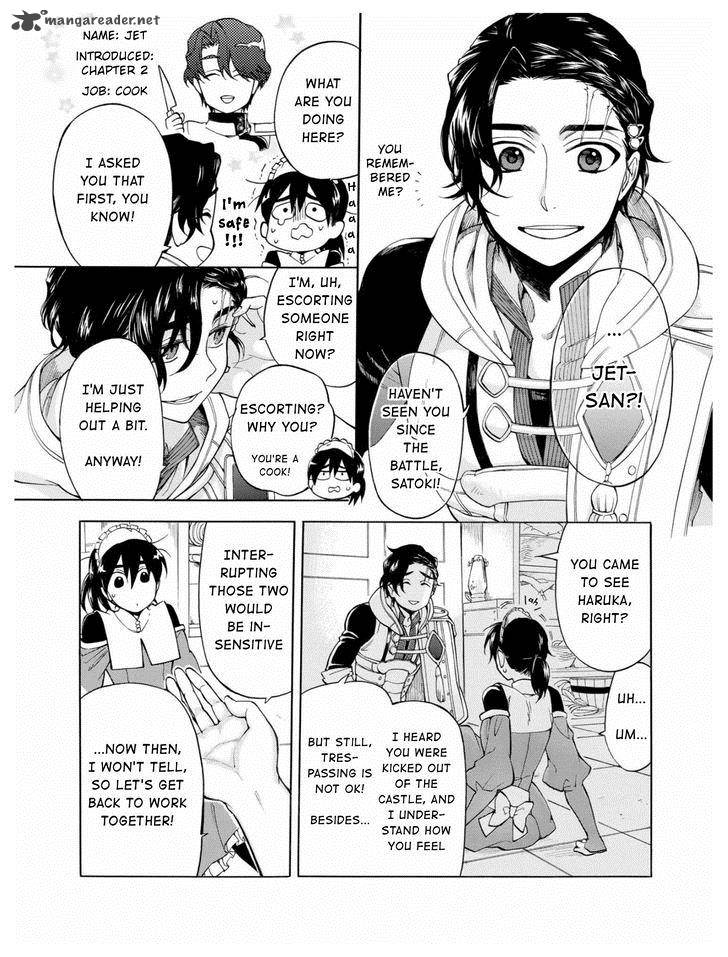 mangareader.net
YOU
REMEM-
BERED
ME?
...
JET-
SAN?!
HAVEN'T
SEEN YOU
SINCE
THE
BATTLE,
SATOKI!
NAME: JET
INTRODUCED:
CHAPTER 2
JOB: COOK
WHAT
ARE YOU
DOING
HERE?
I ASKED
YOU THAT
FIRST, YOU
KNOW!
I'm
safe
!!!
Haaaaa
I'M, UH,
ESCORTING
SOMEONE
RIGHT
NOW?
ESCORTING?
WHY YOU?
YOU'RE A
COOK!
I'M JUST
HELPING
OUT A BIT.
ANYWAY!
YOU CAME
TO SEE
HARUKA,
RIGHT?
UH...
UM...
I HEARD
YOU WERE
KICKED OUT
OF THE
CASTLE, AND
I UNDER-
STAND HOW
YOU FEEL
BUT STILL,
TRES-
PASSING IS
NOT OK!
BESIDES...
INTER-
RUPTING
THOSE TWO
WOULD
BE IN-
SENSITIVE
...NOW THEN,
I WON'T TELL,
SO LET'S GET
BACK TO WORK
TOGETHER!